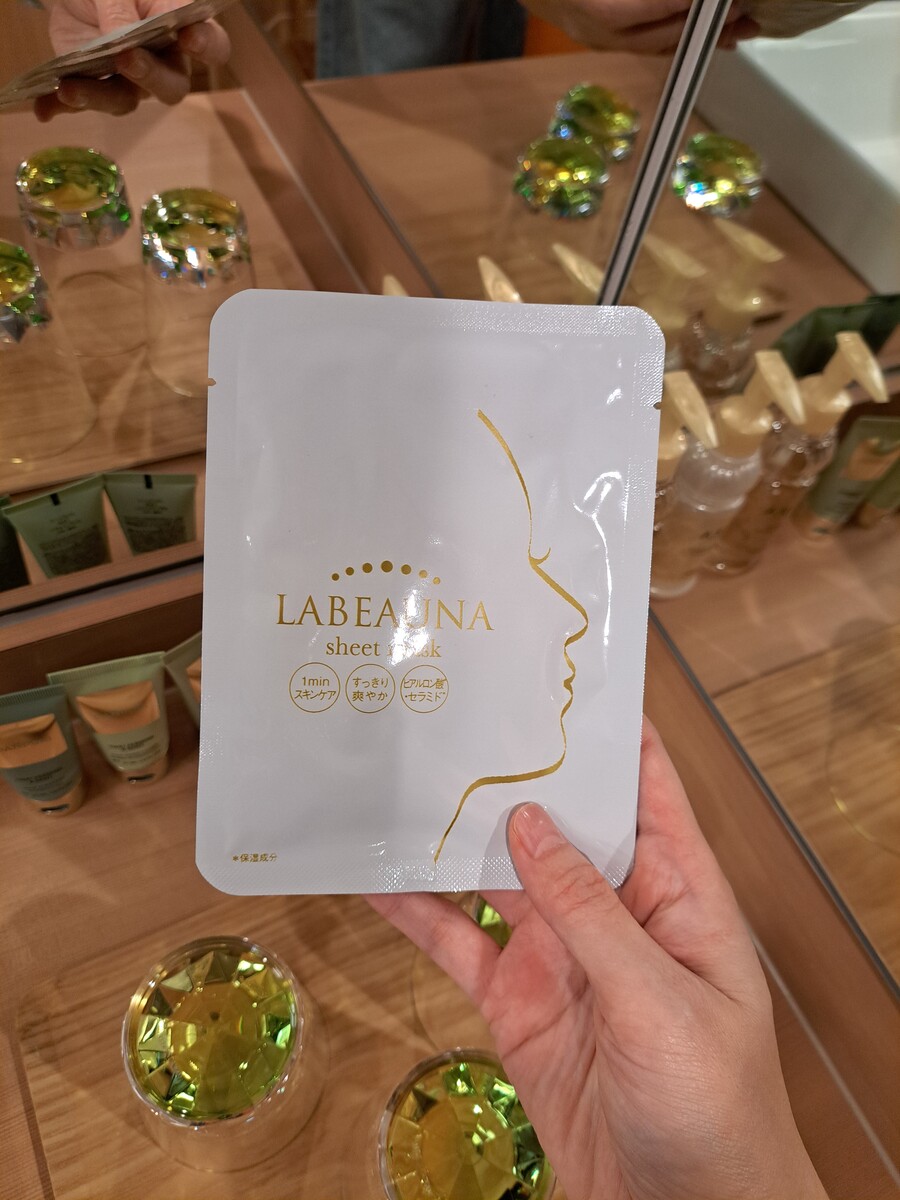 LABEAUNA
sheet mask
1min
スキンケア
すっきり
爽やか
ヒアルロン酸*
・セラミド*
*保湿成分